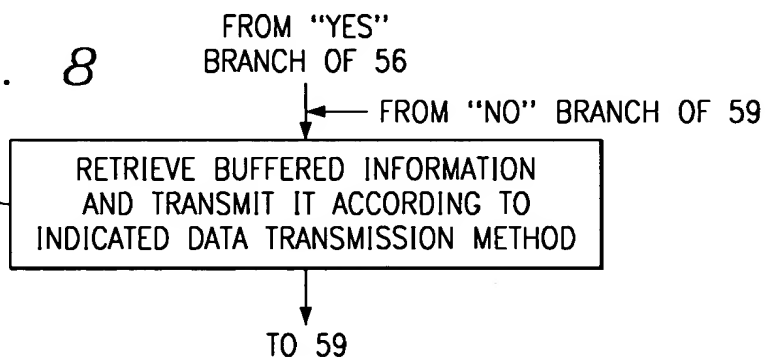 . 8
FROM "YES"
BRANCH OF 56
FROM "NO" BRANCH OF 59
RETRIEVE BUFFERED INFORMATION
AND TRANSMIT IT ACCORDING TO
INDICATED DATA TRANSMISSION METHOD
TO 59